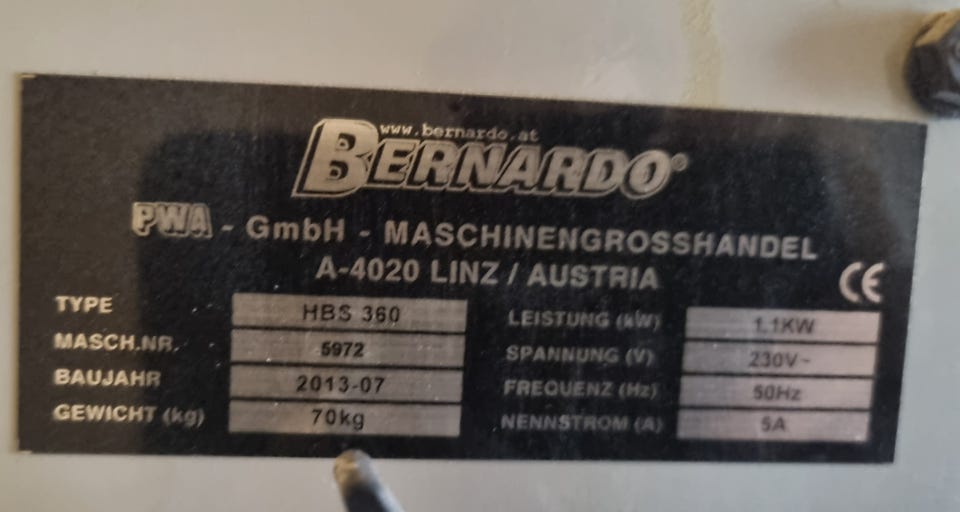 www.bernardo.at
BERNARDO®
PWA - GmbH - MASCHINENGROSSHANDEL
A-4020 LINZ / AUSTRIA
CE
TYPE HBS 360
MASCH.NR. 5972
BAUJAHR 2013-07
GEWICHT (kg) 70kg
LEISTUNG (kW) 1.1KW
SPANNUNG (V) 230V~
FREQUENZ (Hz) 50Hz
NENNSTROM (A) 5A